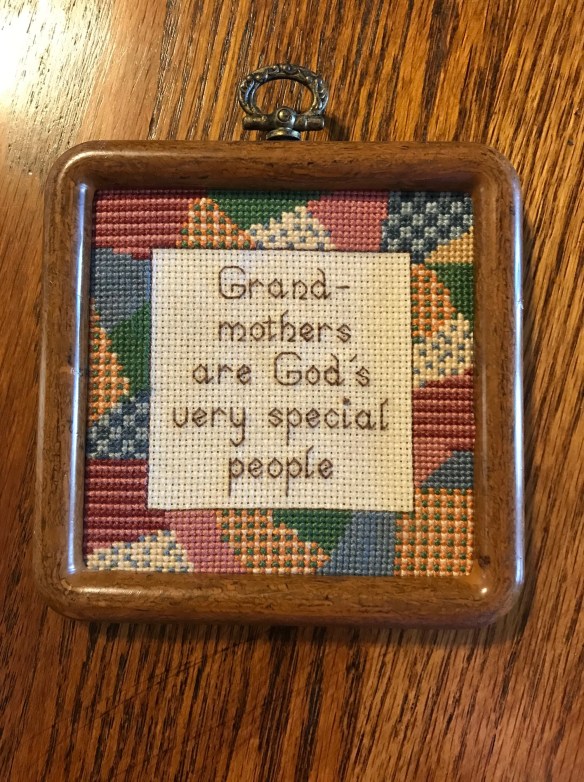 Grand-
mothers
are God's
very special
people